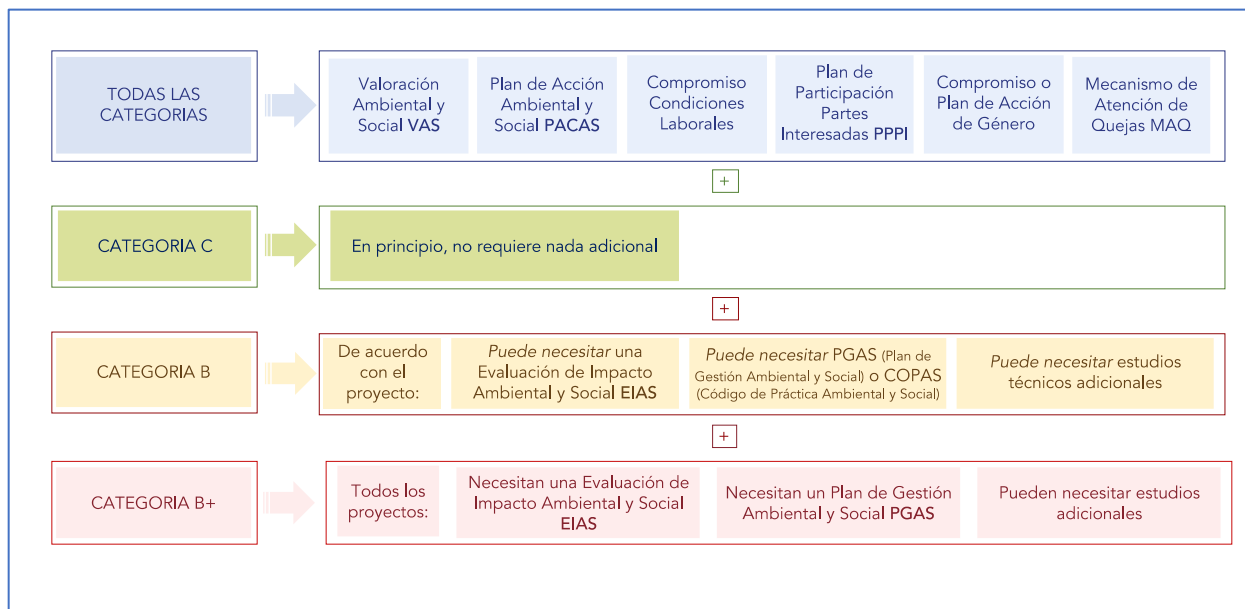 TODAS LAS
CATEGORIAS
Valoración
Ambiental y
Social VAS
Plan de Acción
Ambiental y
Social PACAS
Compromiso
Condiciones
Laborales
Plan de
Participación
Partes
Interesadas PPPI
Compromiso o
Plan de Acción
de Género
Mecanismo de
Atención de
Quejas MAQ
+
CATEGORIA C
En principio, no requiere nada adicional
+
CATEGORIA B
De acuerdo
con el
proyecto:
Puede necesitar una
Evaluación de Impacto
Ambiental y Social EIAS
Puede necesitar PGAS (Plan de
Gestión Ambiental y Social) o COPAS
(Código de Práctica Ambiental y Social)
Puede necesitar estudios
técnicos adicionales
+
CATEGORIA B+
Todos los
proyectos:
Necesitan una Evaluación de
Impacto Ambiental y Social
EIAS
Necesitan un Plan de Gestión
Ambiental y Social PGAS
Pueden necesitar estudios
adicionales